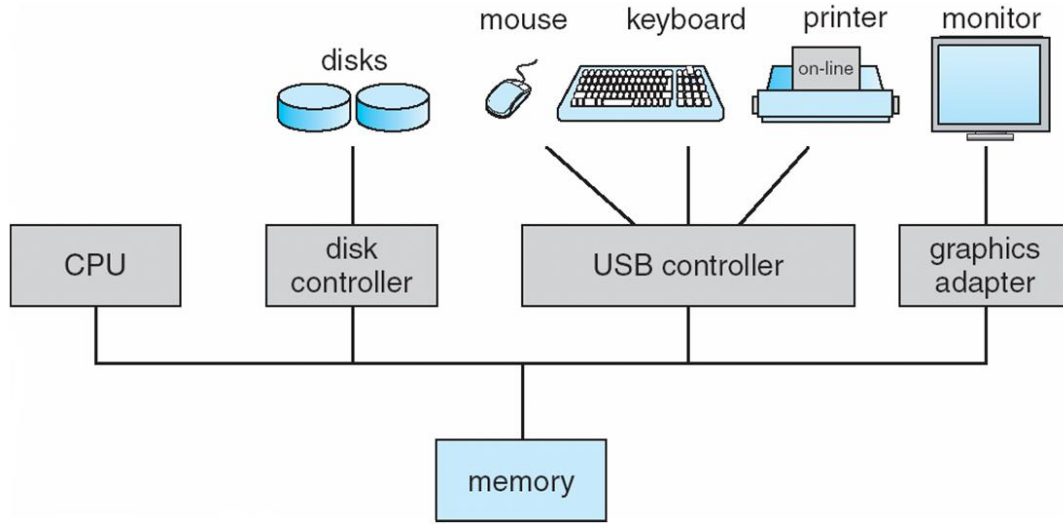 mouse
keyboard
printer
monitor
disks
on-line
CPU
disk
controller
USB controller
graphics
adapter
memory